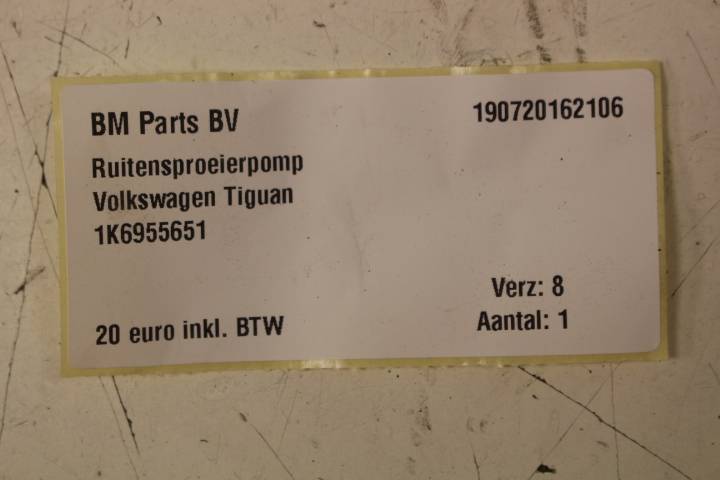 BM Parts BV
190720162106
Ruitensproeierpomp
Volkswagen Tiguan
1K6955651
Verz: 8
20 euro inkl. BTW
Aantal: 1